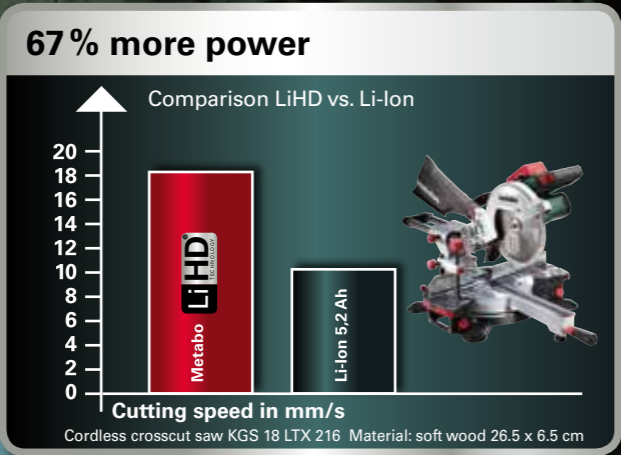 67 % more power
Comparison LiHD vs. Li-Ion
20
18
16
14
12
10
8
6
4
2
0
Metabo LiHD
TECHNOLOGY
Li-Ion 5,2 Ah
Cutting speed in mm/s
Cordless crosscut saw KGS 18 LTX 216 Material: soft wood 26.5 x 6.5 cm